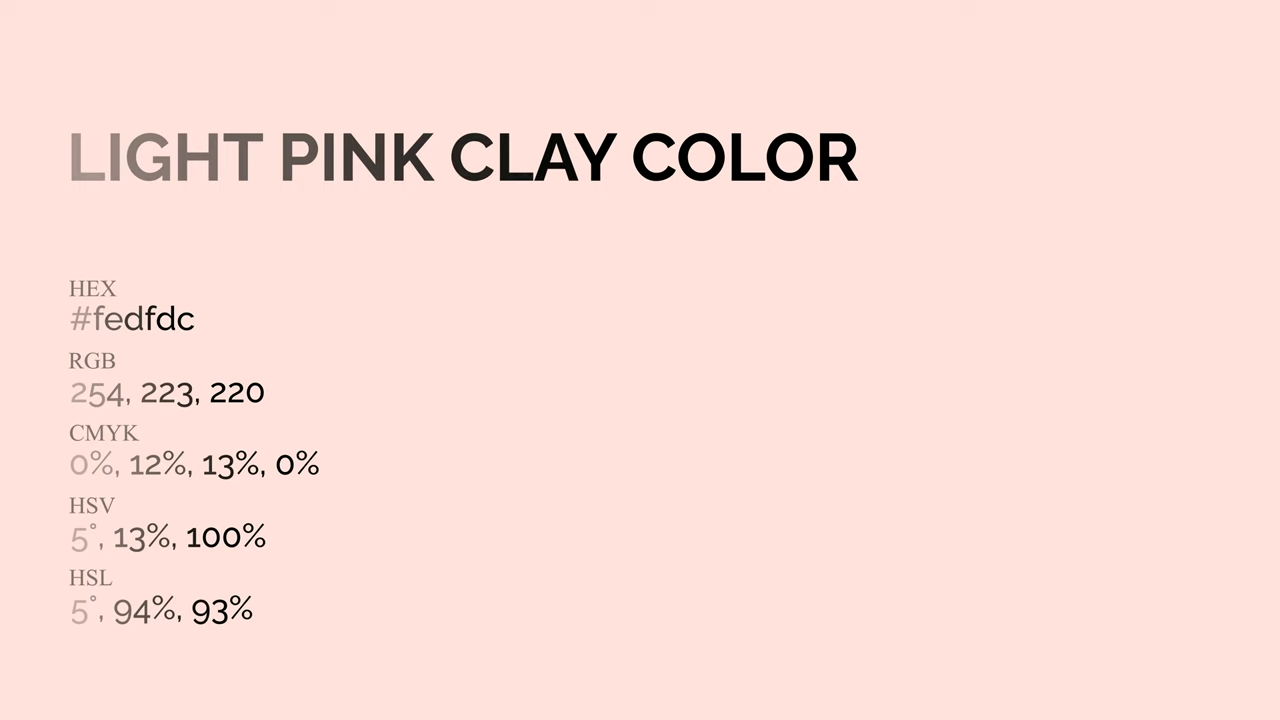 LIGHT PINK CLAY COLOR
HEX
#fedfdc
RGB
254, 223, 220
CMYK
0%, 12%, 13%, 0%
HSV
5°, 13%, 100%
HSL
5°, 94%, 93%